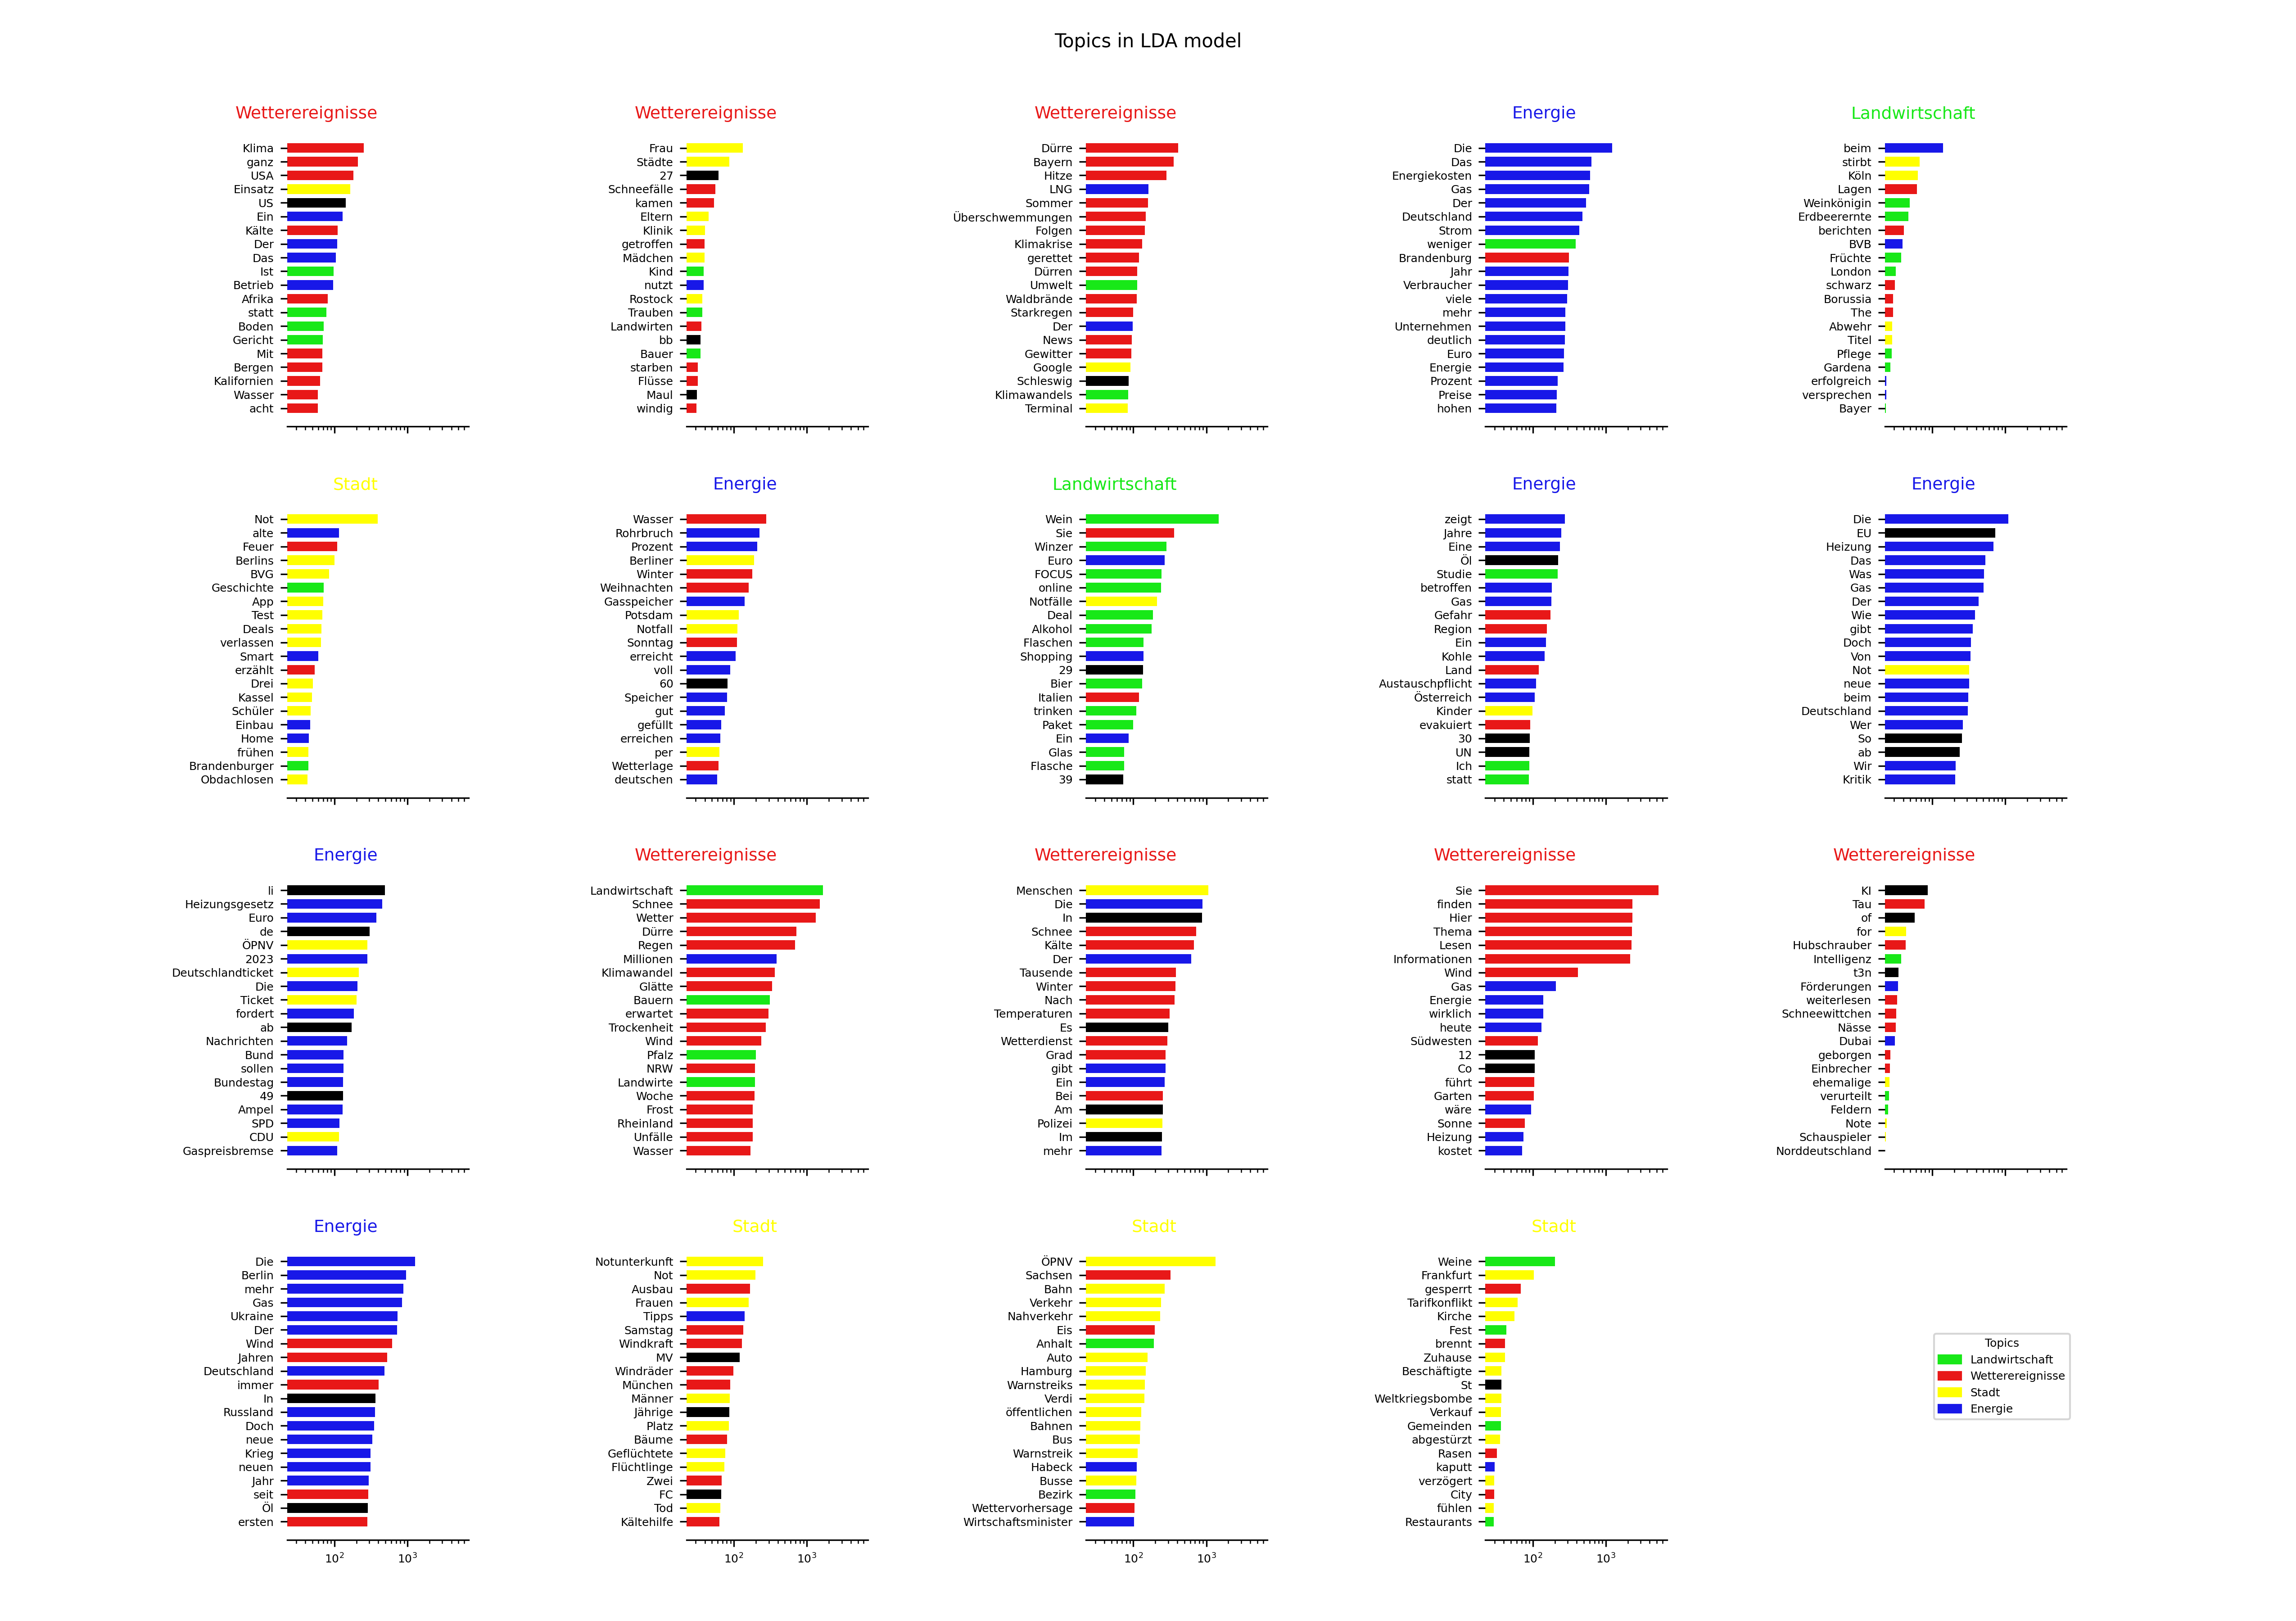 Topics in LDA model
Wetterereignisse
Klima
ganz
USA
Einsatz
US
Ein
Kälte
Der
Das
Ist
Betrieb
Afrika
statt
Boden
Gericht
Mit
Bergen
Kalifornien
Wasser
acht
Wetterereignisse
Frau
Städte
27
Schneefälle
kamen
Eltern
Klinik
getroffen
Mädchen
Kind
nutzt
Rostock
Trauben
Landwirten
bb
Bauer
starben
Flüsse
Maul
windig
Wetterereignisse
Dürre
Bayern
Hitze
LNG
Sommer
Überschwemmungen
Folgen
Klimakrise
gerettet
Dürren
Umwelt
Waldbrände
Starkregen
Der
News
Gewitter
Google
Schleswig
Klimawandels
Terminal
Energie
Die
Das
Energiekosten
Gas
Der
Deutschland
Strom
weniger
Brandenburg
Jahr
Verbraucher
viele
mehr
Unternehmen
deutlich
Euro
Energie
Prozent
Preise
hohen
Landwirtschaft
beim
stirbt
Köln
Lagen
Weinkönigin
Erdbeerernte
berichten
BVB
Früchte
London
schwarz
Borussia
The
Abwehr
Titel
Pflege
Gardena
erfolgreich
versprechen
Bayer
Stadt
Not
alte
Feuer
Berlins
BVG
Geschichte
App
Test
Deals
verlassen
Smart
erzählt
Drei
Kassel
Schüler
Einbau
Home
frühen
Brandenburger
Obdachlosen
Energie
Wasser
Rohrbruch
Prozent
Berliner
Winter
Weihnachten
Gasspeicher
Potsdam
Notfall
Sonntag
erreicht
voll
60
Speicher
gut
gefüllt
erreichen
per
Wetterlage
deutschen
Landwirtschaft
Wein
Sie
Winzer
Euro
FOCUS
online
Notfälle
Deal
Alkohol
Flaschen
Shopping
29
Bier
Italien
trinken
Paket
Ein
Glas
Flasche
39
Energie
zeigt
Jahre
Eine
Öl
Studie
betroffen
Gas
Gefahr
Region
Ein
Kohle
Land
Austauschpflicht
Österreich
Kinder
evakuiert
30
UN
Ich
statt
Energie
Die
EU
Heizung
Das
Was
Gas
Der
Wie
gibt
Doch
Von
Not
neue
beim
Deutschland
Wer
So
ab
Wir
Kritik
Energie
li
Heizungsgesetz
Euro
de
ÖPNV
2023
Deutschlandticket
Die
Ticket
fordert
ab
Nachrichten
Bund
sollen
Bundestag
49
Ampel
SPD
CDU
Gaspreisbremse
Wetterereignisse
Landwirtschaft
Schnee
Wetter
Dürre
Regen
Millionen
Klimawandel
Glätte
Bauern
erwartet
Trockenheit
Wind
Pfalz
NRW
Landwirte
Woche
Frost
Rheinland
Unfälle
Wasser
Wetterereignisse
Menschen
Die
In
Schnee
Kälte
Der
Tausende
Winter
Nach
Temperaturen
Es
Wetterdienst
Grad
gibt
Ein
Bei
Am
Polizei
Im
mehr
Wetterereignisse
Sie
finden
Hier
Thema
Lesen
Informationen
Wind
Gas
Energie
wirklich
heute
Südwesten
12
Co
führt
Garten
wäre
Sonne
Heizung
kostet
Wetterereignisse
KI
Tau
of
for
Hubschrauber
Intelligenz
t3n
Förderungen
weiterlesen
Schneewittchen
Nässe
Dubai
geborgen
Einbrecher
ehemalige
verurteilt
Feldern
Note
Schauspieler
Norddeutschland
Energie
Die
Berlin
mehr
Gas
Ukraine
Der
Wind
Jahren
Deutschland
immer
In
Russland
Doch
neue
Krieg
neuen
Jahr
seit
Öl
ersten
10² 10³
Stadt
Notunterkunft
Not
Ausbau
Frauen
Tipps
Samstag
Windkraft
MV
Windräder
München
Männer
Jährige
Platz
Bäume
Geflüchtete
Flüchtlinge
Zwei
FC
Tod
Kältehilfe
10² 10³
Stadt
ÖPNV
Sachsen
Bahn
Verkehr
Nahverkehr
Eis
Anhalt
Auto
Hamburg
Warnstreiks
Verdi
öffentlichen
Bahnen
Bus
Warnstreik
Habeck
Busse
Bezirk
Wettervorhersage
Wirtschaftsminister
10² 10³
Stadt
Weine
Frankfurt
gesperrt
Tarifkonflikt
Kirche
Fest
brennt
Zuhause
Beschäftigte
St
Weltkriegsbombe
Verkauf
Gemeinden
abgestürzt
Rasen
kaputt
verzögert
City
fühlen
Restaurants
10² 10³
Topics
Landwirtschaft
Wetterereignisse
Stadt
Energie